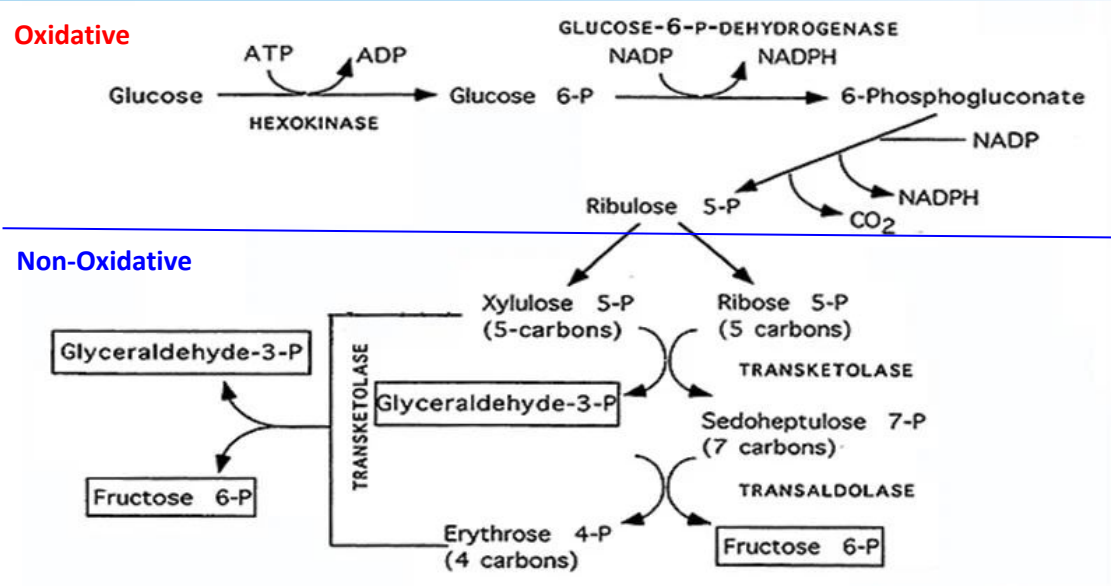 Oxidative
GLUCOSE-6-P-DEHYDROGENASE
ATP
ADP
NADP
NADPH
Glucose
Glucose 6-P
6-Phosphogluconate
HEXOKINASE
NADP
NADPH
CO2
Ribulose 5-P
Non-Oxidative
Xylulose 5-P
(5-carbons)
Ribose 5-P
(5 carbons)
Glyceraldehyde-3-P
TRANSKETOLASE
TRANSKETOLASE
Glyceraldehyde-3-P
Sedoheptulose 7-P
(7 carbons)
Fructose 6-P
TRANSALDOLASE
Erythrose 4-P
(4 carbons)
Fructose 6-P